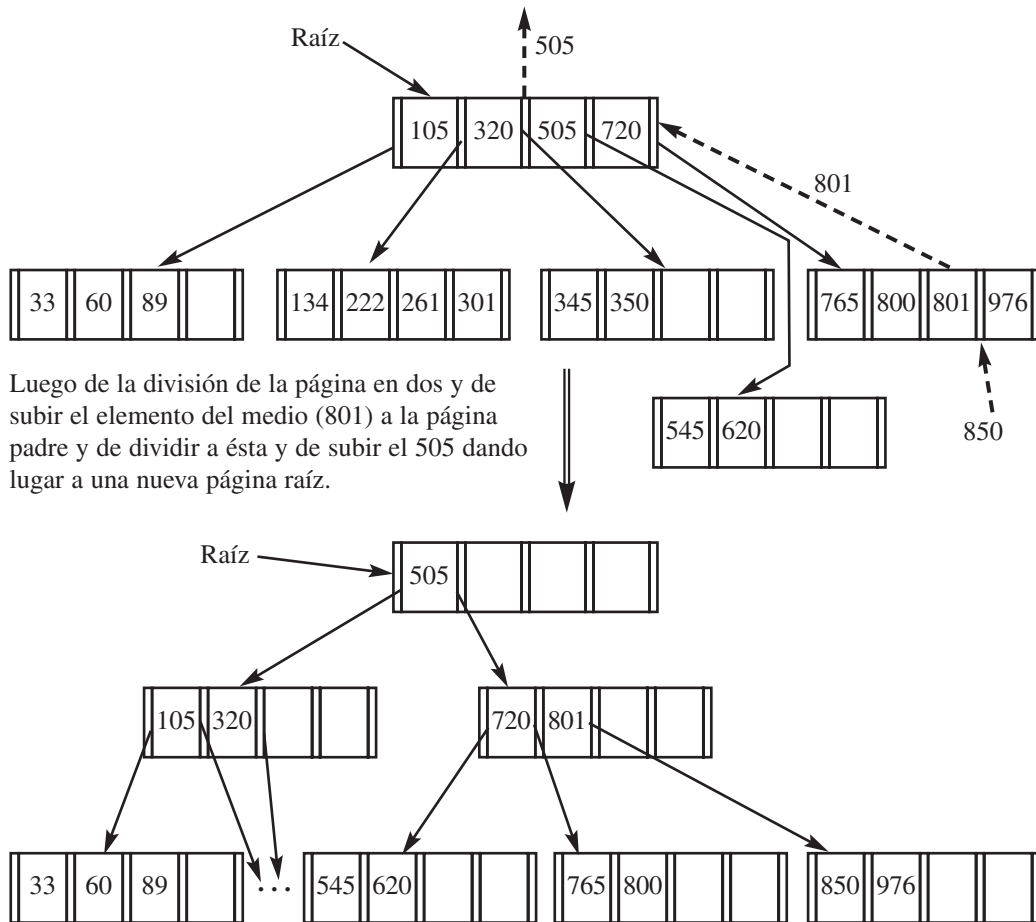 Raíz
505
105 320 505 720
801
33 60 89
134 222 261 301
345 350
765 800 801 976
545 620
850
Luego de la división de la página en dos y de
subir el elemento del medio (801) a la página
padre y de dividir a ésta y de subir el 505 dando
lugar a una nueva página raíz.
Raíz
505
105 320
720 801
33 60 89
...
545 620
765 800
850 976